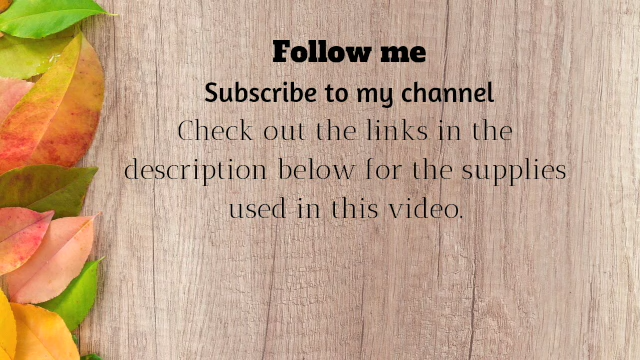 Follow me
Subscribe to my channel
Check out the links in the
description below for the supplies
used in this video.